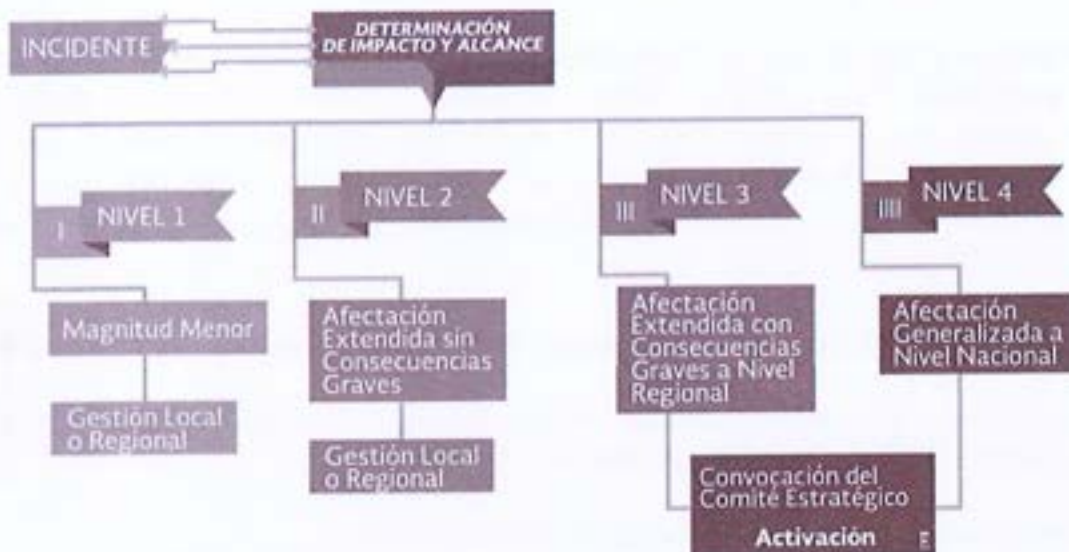 INCIDENTE
DETERMINACIÓN
DE IMPACTO Y ALCANCE
I
NIVEL 1
II
NIVEL 2
III
NIVEL 3
IIII
NIVEL 4
Magnitud Menor
Gestión Local
o Regional
Afectación
Extendida sin
Consecuencias
Graves
Gestión Local
o Regional
Afectación
Extendida con
Consecuencias
Graves a Nivel
Regional
Afectación
Generalizada a
Nivel Nacional
Convocación del
Comité Estratégico
Activación
E